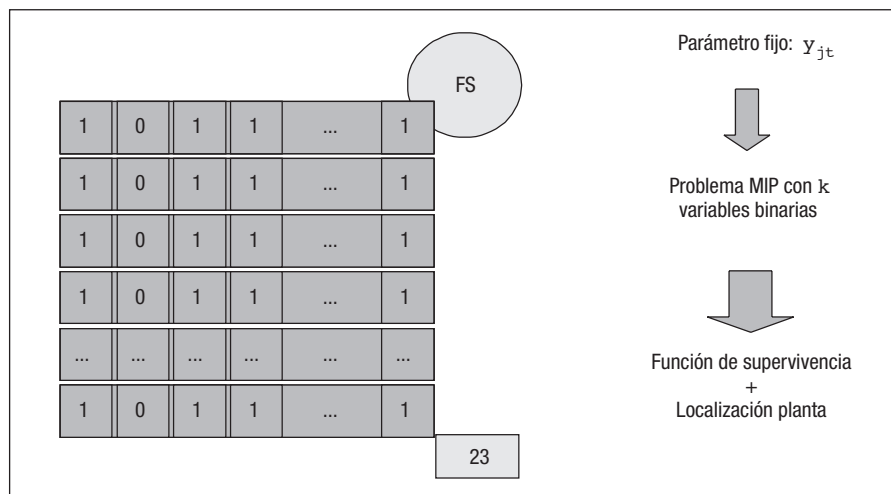 FS
1 0 1 1 ... 1
1 0 1 1 ... 1
1 0 1 1 ... 1
1 0 1 1 ... 1
... ... ... ... ... ...
1 0 1 1 ... 1
23
Parámetro fijo: yjt
Problema MIP con k
variables binarias
Función de supervivencia
+
Localización planta